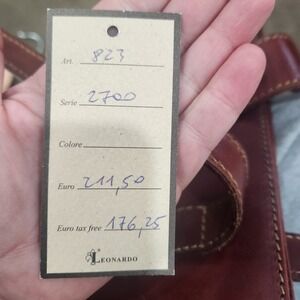 Art. 823
Serie 2700
Colore
Euro 211,50
Euro tax free 176,25
LEONARDO